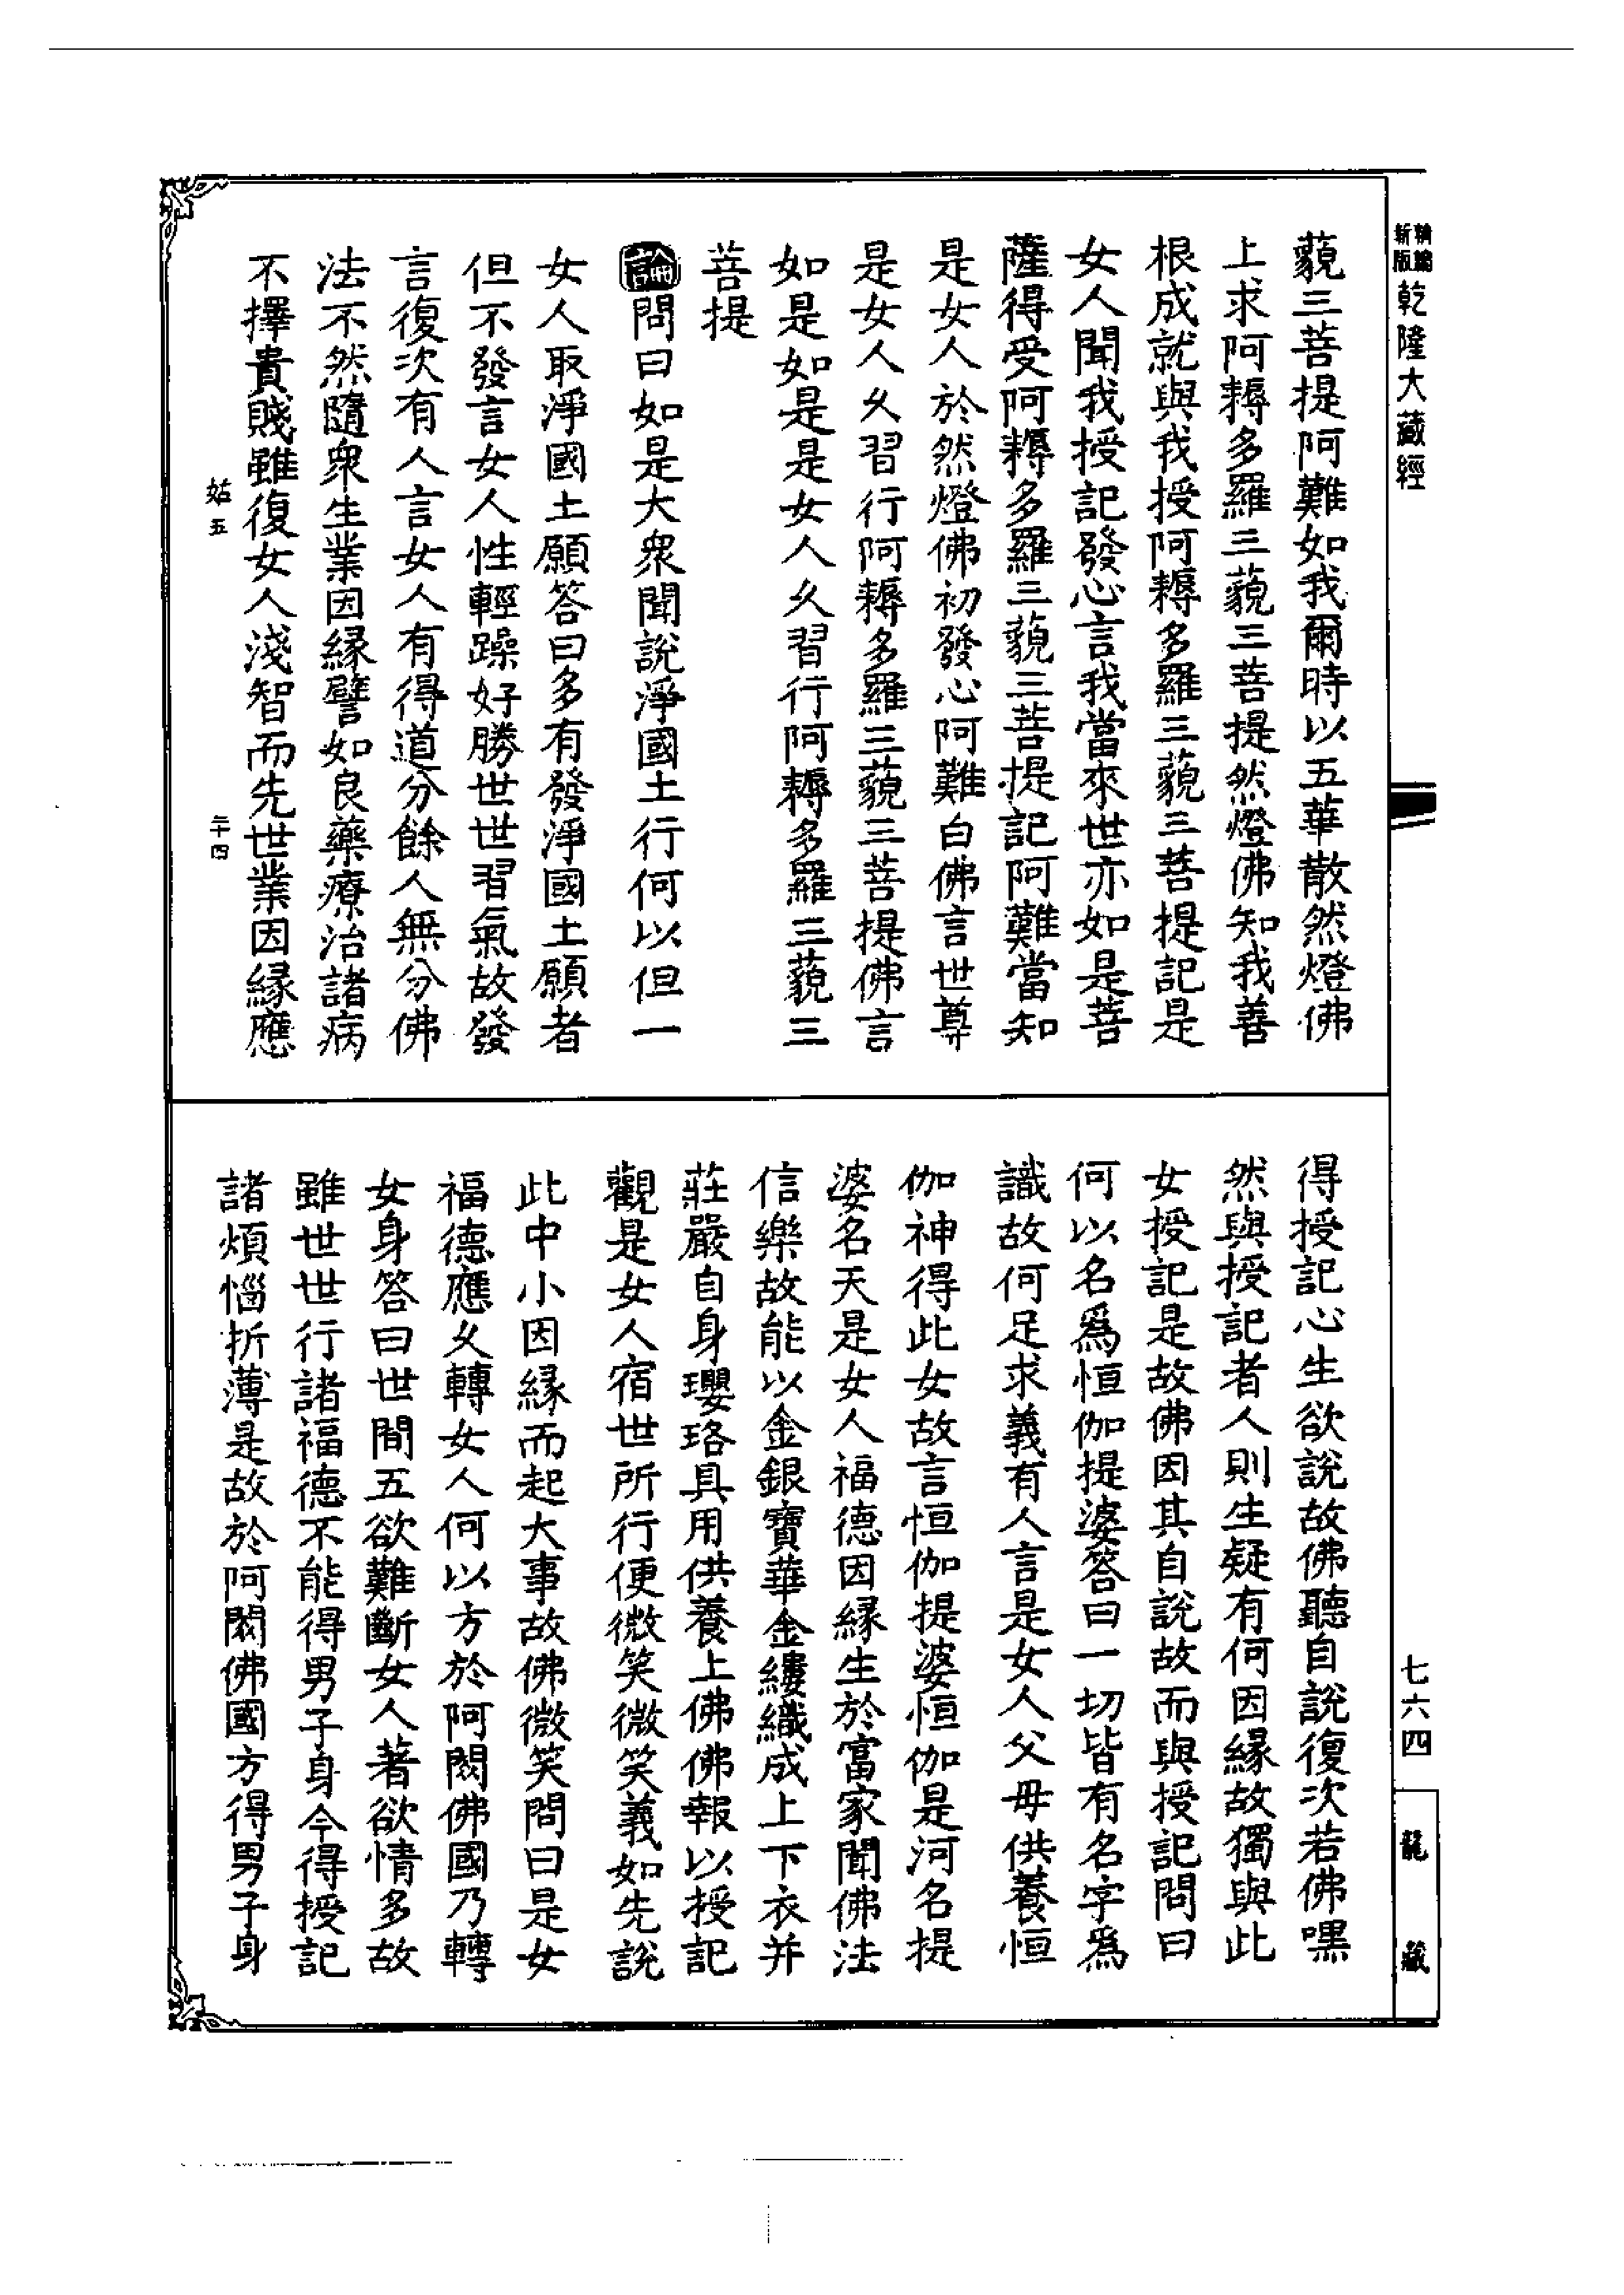 精編
新版
乾隆大藏經
藐三菩提阿難如我爾時以五華散然燈佛
上求阿耨多羅三藐三菩提然燈佛知我善
根成就與我授阿耨多羅三藐三菩提記是
女人聞我授記發心言我當來世亦如是菩
薩得受阿耨多羅三藐三菩提記阿難當知
是女人於然燈佛初發心阿難白佛言世尊
是女人久習行阿耨多羅三藐三菩提佛言
如是如是是女人久習行阿耨多羅三藐三
菩提
論問曰如是大衆聞說淨國土行何以但一
女人取淨國土願答曰多有發淨國土願者
但不發言女人性輕躁好勝世世習氣故發
言復次有人言女人有得道分餘人無分佛
法不然隨衆生業因緣譬如良藥療治諸病
不擇貴賤雖復女人淺智而先世業因緣應
姑五
二十四
得授記心生欲說故佛聽自說復次若佛嘿
然與授記者人則生疑有何因緣故獨與此
女授記是故佛因其自說故而與授記問曰
何以名爲恒伽提婆答曰一切皆有名字爲
識故何足求義有人言是女人父母供養恒
伽神得此女故言恒伽提婆恒伽是河名提
婆名天是女人福德因緣生於富家聞佛法
信樂故能以金銀寶華金縷織成上下衣并
莊嚴自身瓔珞具用供養上佛佛報以授記
觀是女人宿世所行便微笑微笑義如先說
此中小因緣而起大事故佛微笑問曰是女
福德應久轉女人何以方於阿閦佛國乃轉
女身答曰世間五欲難斷女人著欲情多故
雖世世行諸福德不能得男子身今得授記
諸煩惱折薄是故於阿閦佛國方得男子身
七六四
龍藏